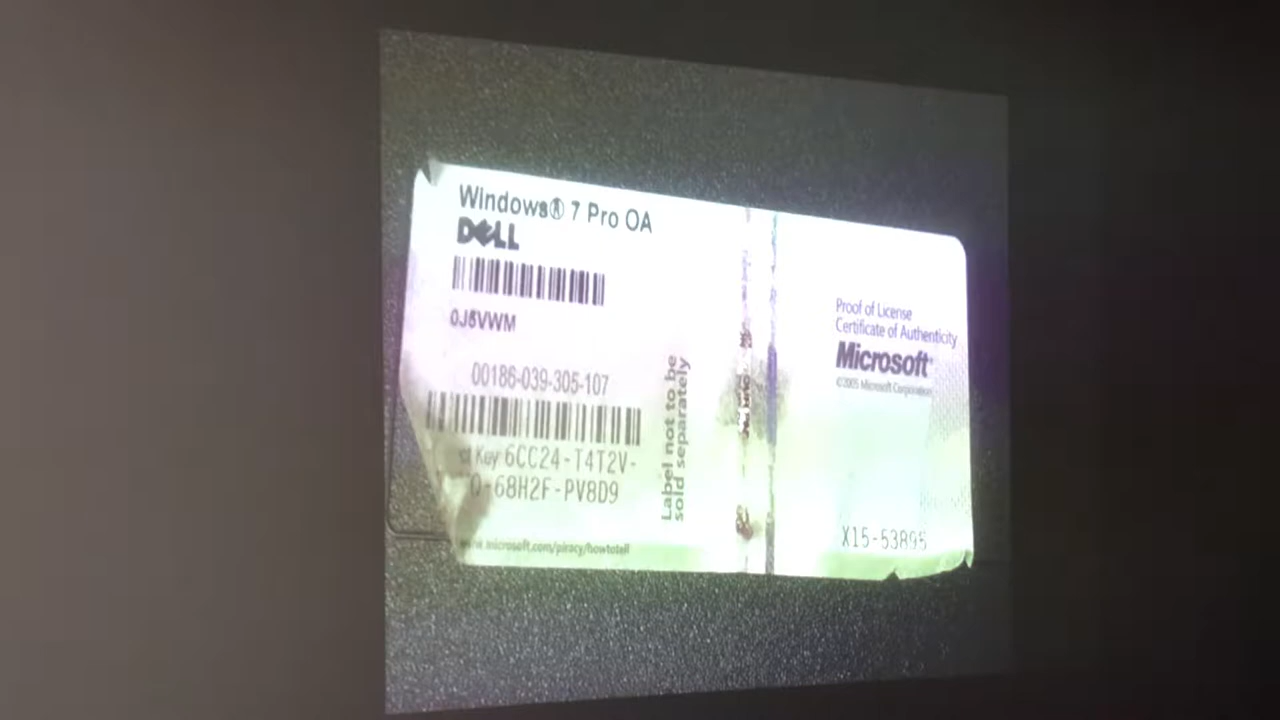 Windows® 7 Pro OA
DELL
0J5VWM
00186-039-305-107
ct Key: 6CC24-T4T2V-
-68H2F-PV8D9
www.microsoft.com/piracy/howtotell
Label not to be
sold separately
Proof of License
Certificate of Authenticity
Microsoft
©2005 Microsoft Corporation
X15-53895